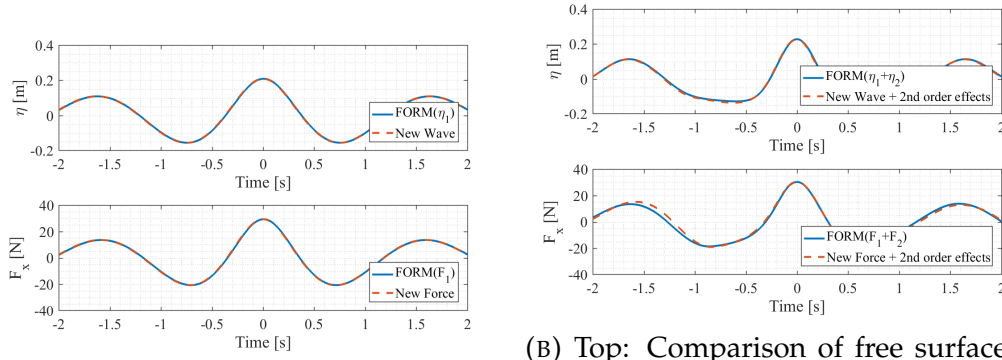 0.4
0.2
0
-0.2
η [m]
FORM(η₁)
New Wave
-2 -1.5 -1 -0.5 0 0.5 1 1.5 2
Time [s]
40
20
0
-20
-40
Fₓ [N]
FORM(F₁)
New Force
-2 -1.5 -1 -0.5 0 0.5 1 1.5 2
Time [s]
0.4
0.2
0
-0.2
η [m]
FORM(η₁+η₂)
New Wave + 2nd order effects
-2 -1.5 -1 -0.5 0 0.5 1 1.5 2
Time [s]
40
20
0
-20
-40
Fₓ [N]
FORM(F₁+F₂)
New Force + 2nd order effects
-2 -1.5 -1 -0.5 0 0.5 1 1.5 2
Time [s]
(B) Top: Comparison of free surface